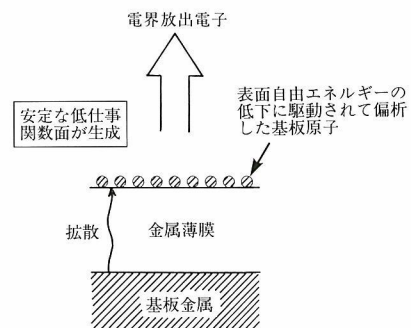 電界放出電子
安定な低仕事
関数面が生成
表面自由エネルギーの
低下に駆動されて偏析
した基板原子
拡散
金属薄膜
基板金属